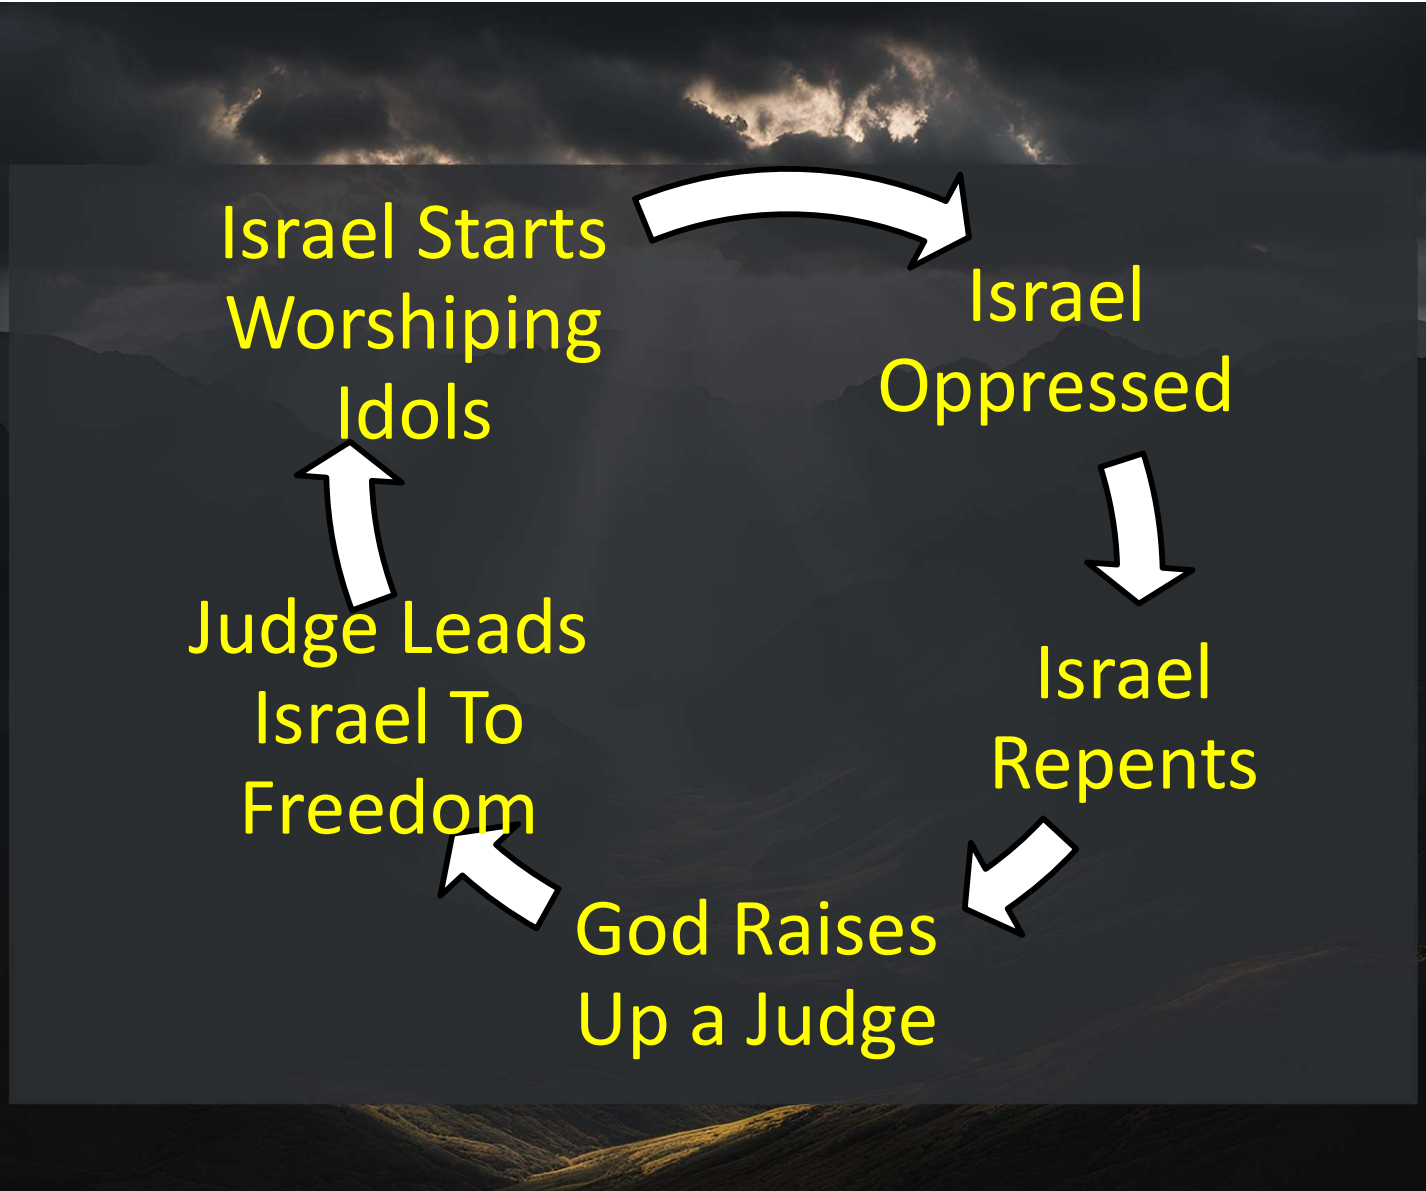 Israel Starts
Worshiping
Idols
Israel
Oppressed
Israel
Repents
God Raises
Up a Judge
Judge Leads
Israel To
Freedom